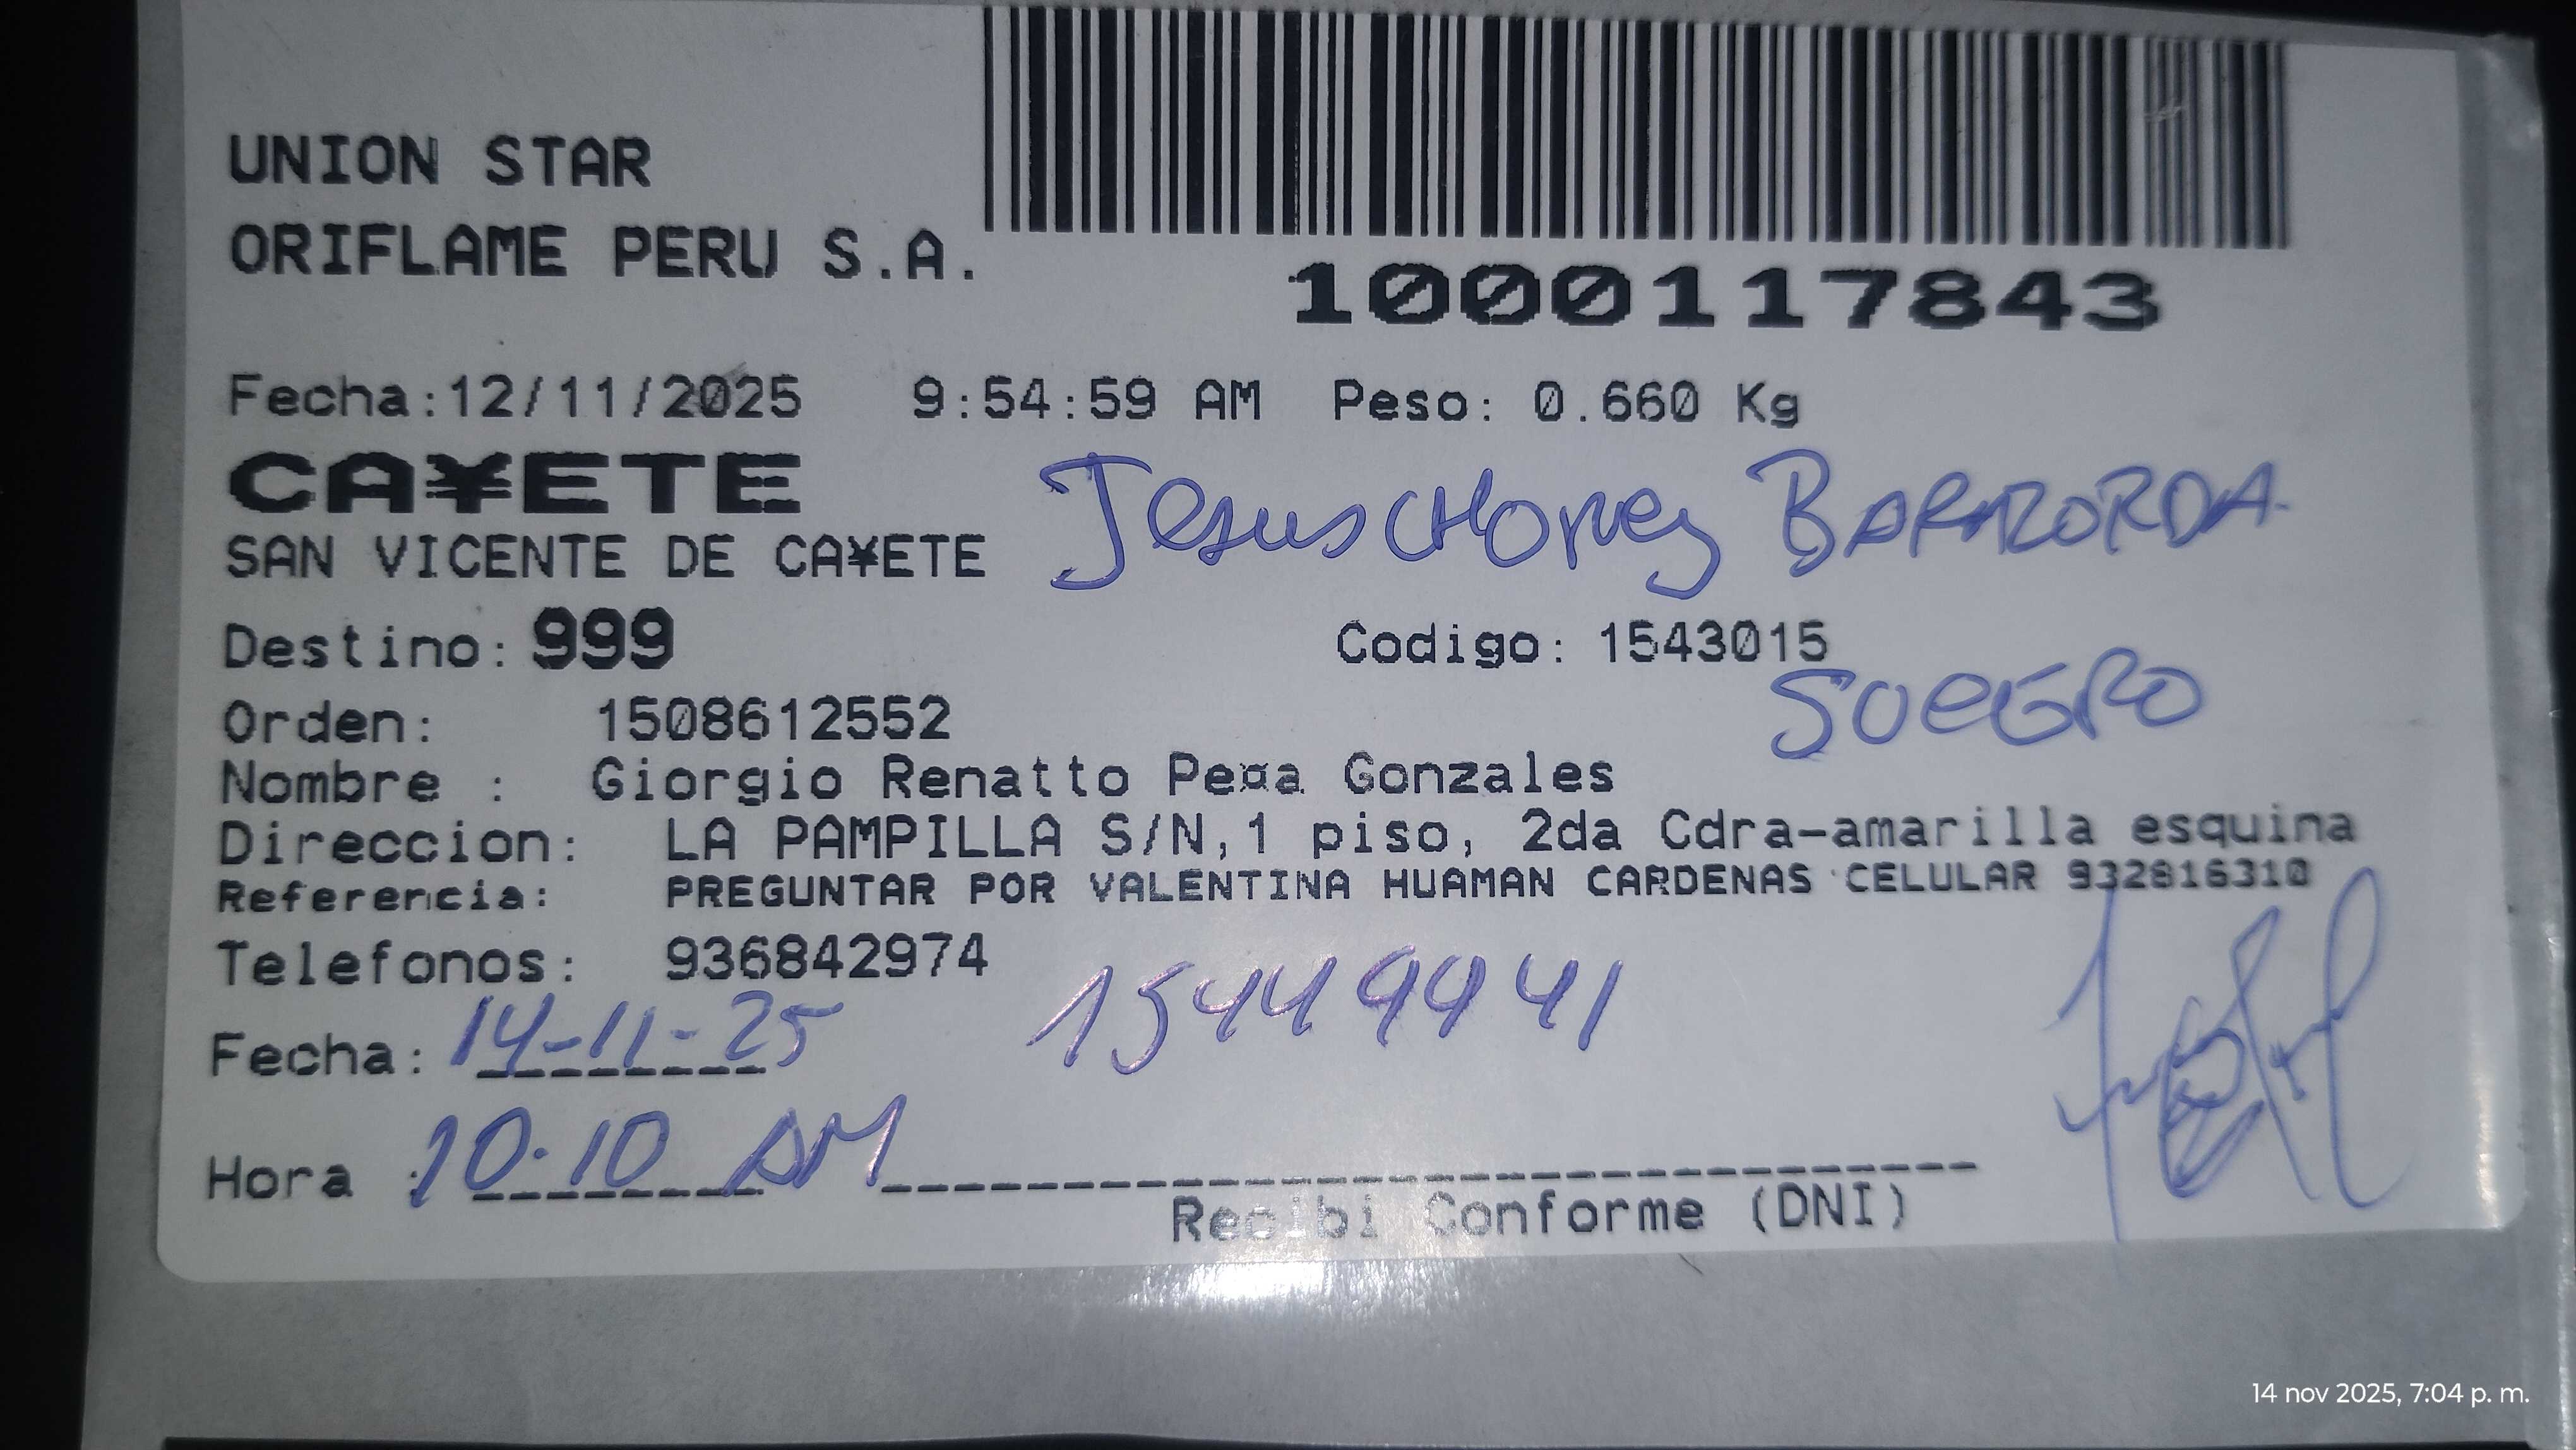 UNION STAR
ORIFLAME PERU S.A.
1000117843
Fecha:12/11/2025 9:54:59 AM Peso: 0.660 Kg
CA¥ETE
SAN VICENTE DE CA¥ETE
Jesus BARRORDA
Destino: 999 Codigo: 1543015
SUEGRO
Orden: 1508612552
Nombre : Giorgio Renatto Pe¤a Gonzales
Direccion: LA PAMPILLA S/N,1 piso, 2da Cdra-amarilla esquina
Referencia: PREGUNTAR POR VALENTINA HUAMAN CARDENAS CELULAR 932816310
Telefonos: 936842974
Fecha: 14-11-25
15449941
Hora : 10:10 AM
Recibi Conforme (DNI)
14 nov 2025, 7:04 p. m.